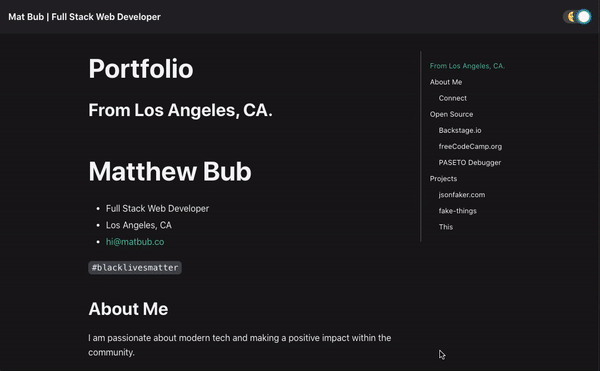 Mat Bub | Full Stack Web Developer
Portfolio
From Los Angeles, CA.
Matthew Bub
Full Stack Web Developer
Los Angeles, CA
hi@matbub.co
#blacklivesmatter
About Me
I am passionate about modern tech and making a positive impact within the
community.
From Los Angeles, CA.
About Me
Connect
Open Source
Backstage.io
freeCodeCamp.org
PASETO Debugger
Projects
jsonfaker.com
fake-things
This